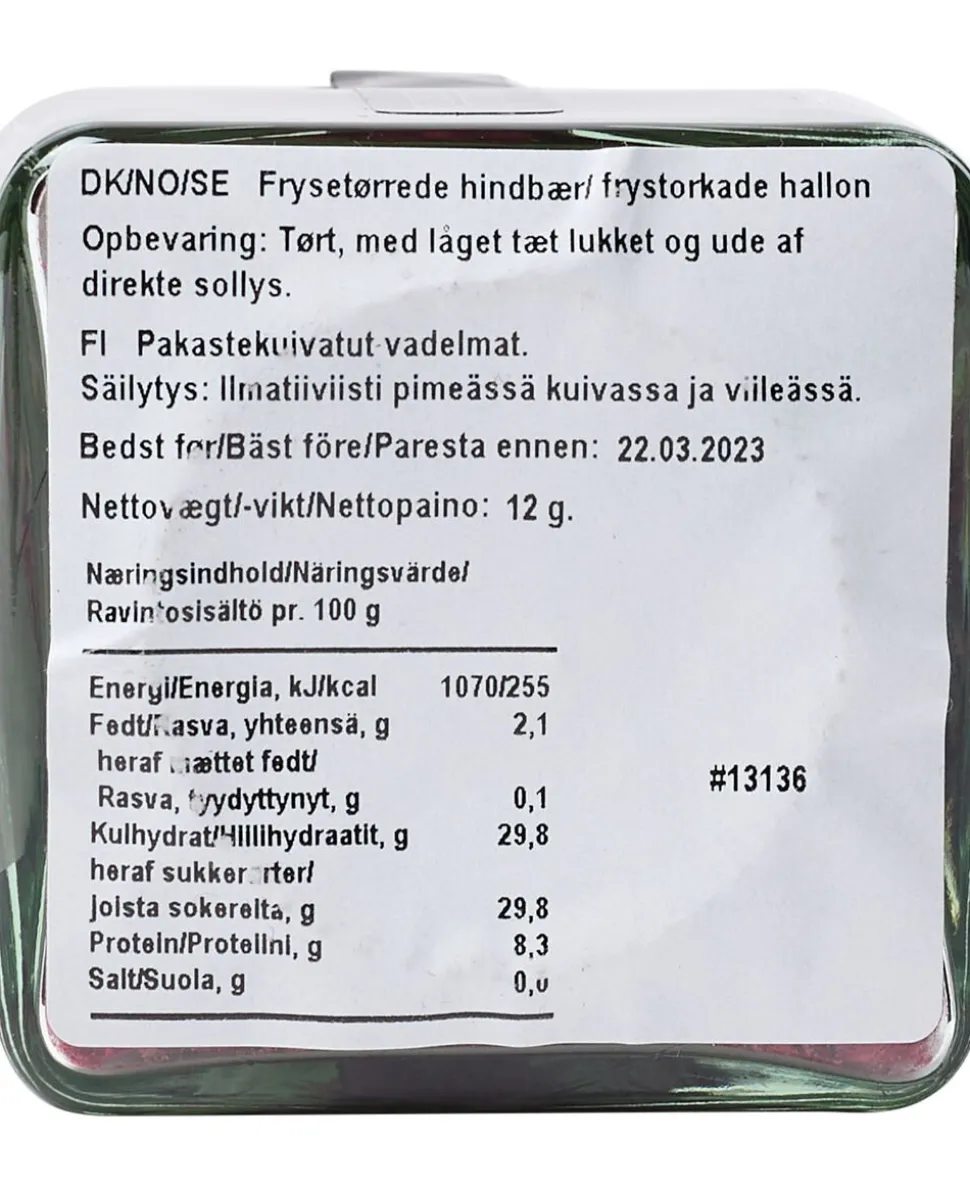 DK/NO/SE Frysetørrede hindbær/ frystorkade hallon
Opbevaring: Tørt, med låget tæt lukket og ude af
direkte sollys.
FI Pakastekuivatut vadelmat.
Säilytys: Ilmatiiviisti pimeässä kuivassa ja viileässä.
Bedst før/Bäst före/Parasta ennen: 22.03.2023
Nettovægt/-vikt/Nettopaino: 12 g.
Næringsindhold/Näringsvärde/
Ravintosisältö pr. 100 g
Energi/Energia, kJ/kcal 1070/255
Fedt/Rasva, yhteensä, g 2,1
heraf mættet fedt/
Rasva, tyydyttynyt, g 0,1
Kulhydrat/Hiilihydraatit, g 29,8
heraf sukkerarter/
joista sokereita, g 29,8
Protein/Proteiini, g 8,3
Salt/Suola, g 0,0
#13136